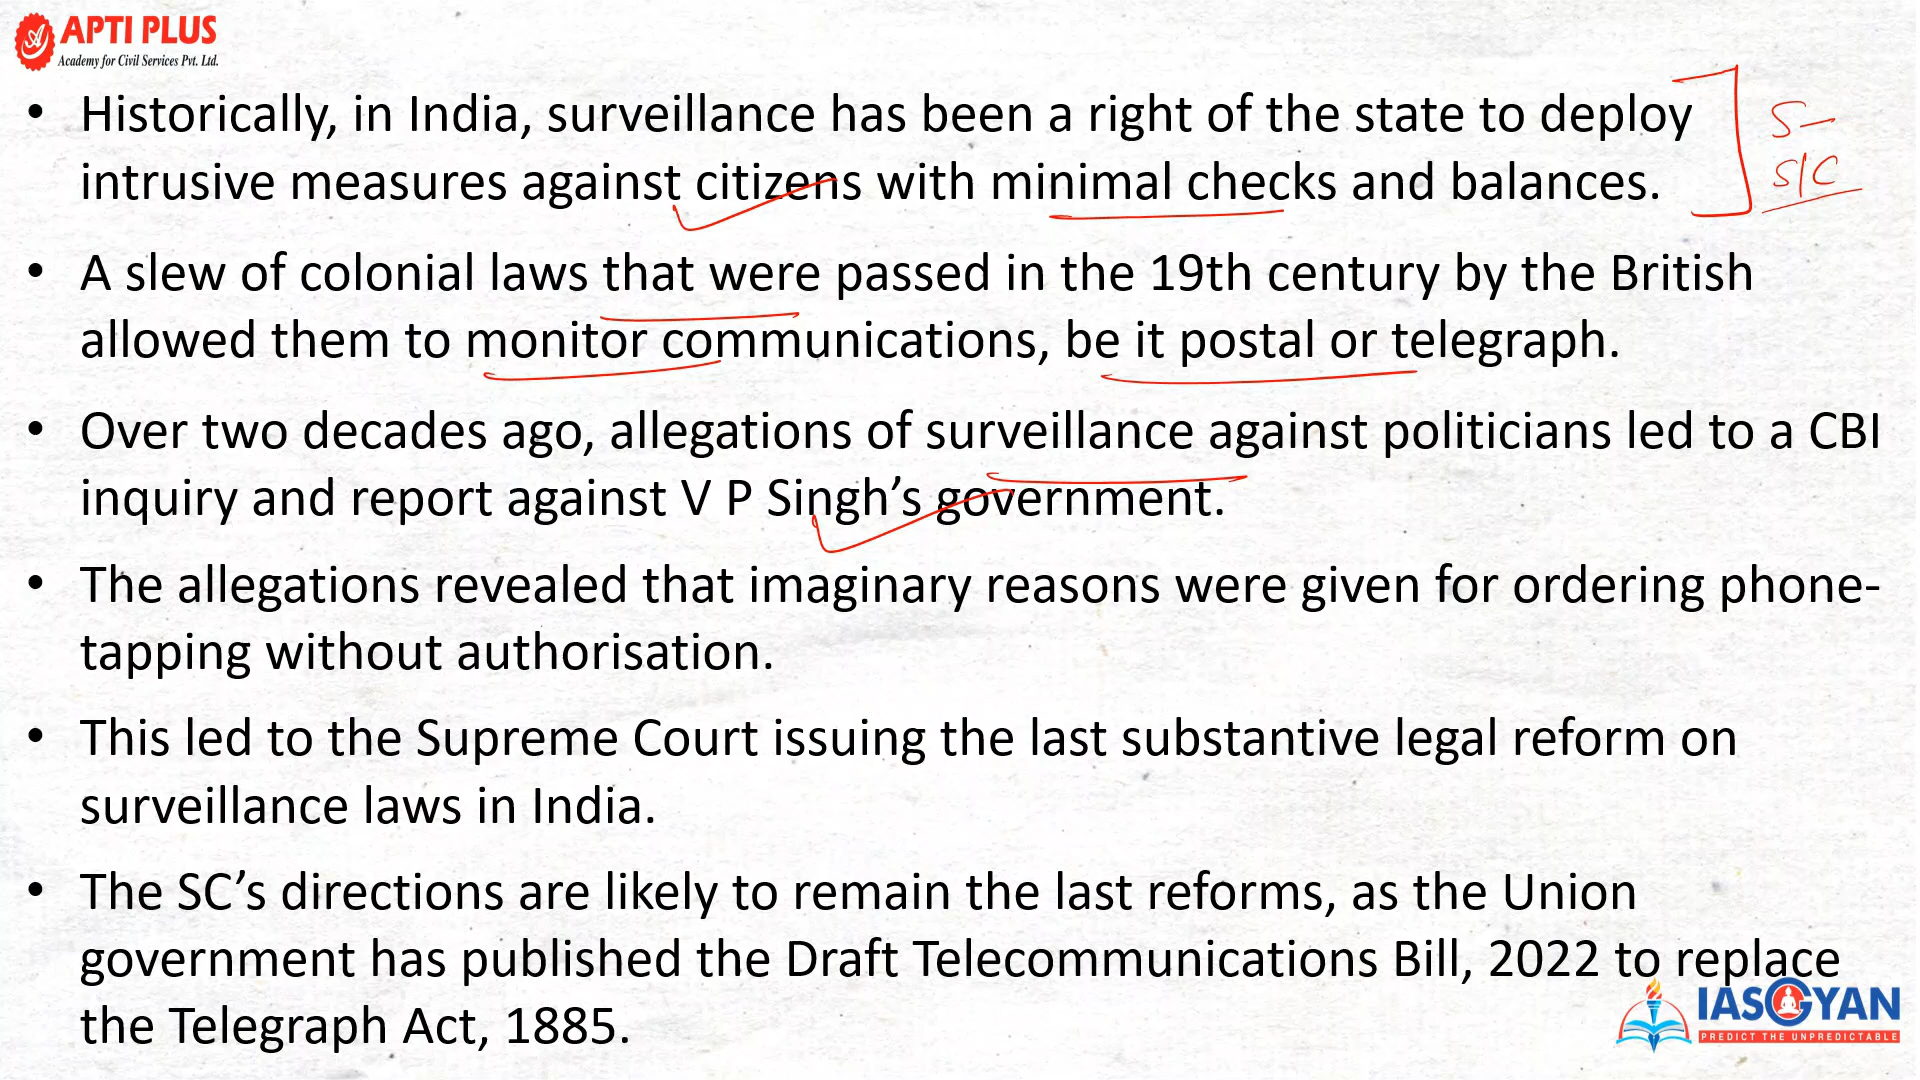 APTI PLUS
Academy for Civil Services Pvt. Ltd.
• Historically, in India, surveillance has been a right of the state to deploy
intrusive measures against citizens with minimal checks and balances.
S—
S/C
• A slew of colonial laws that were passed in the 19th century by the British
allowed them to monitor communications, be it postal or telegraph.
• Over two decades ago, allegations of surveillance against politicians led to a CBI
inquiry and report against V P Singh’s government.
• The allegations revealed that imaginary reasons were given for ordering phone-
tapping without authorisation.
• This led to the Supreme Court issuing the last substantive legal reform on
surveillance laws in India.
• The SC’s directions are likely to remain the last reforms, as the Union
government has published the Draft Telecommunications Bill, 2022 to replace
the Telegraph Act, 1885.
IASGYAN
PREDICT THE UNPREDICTABLE